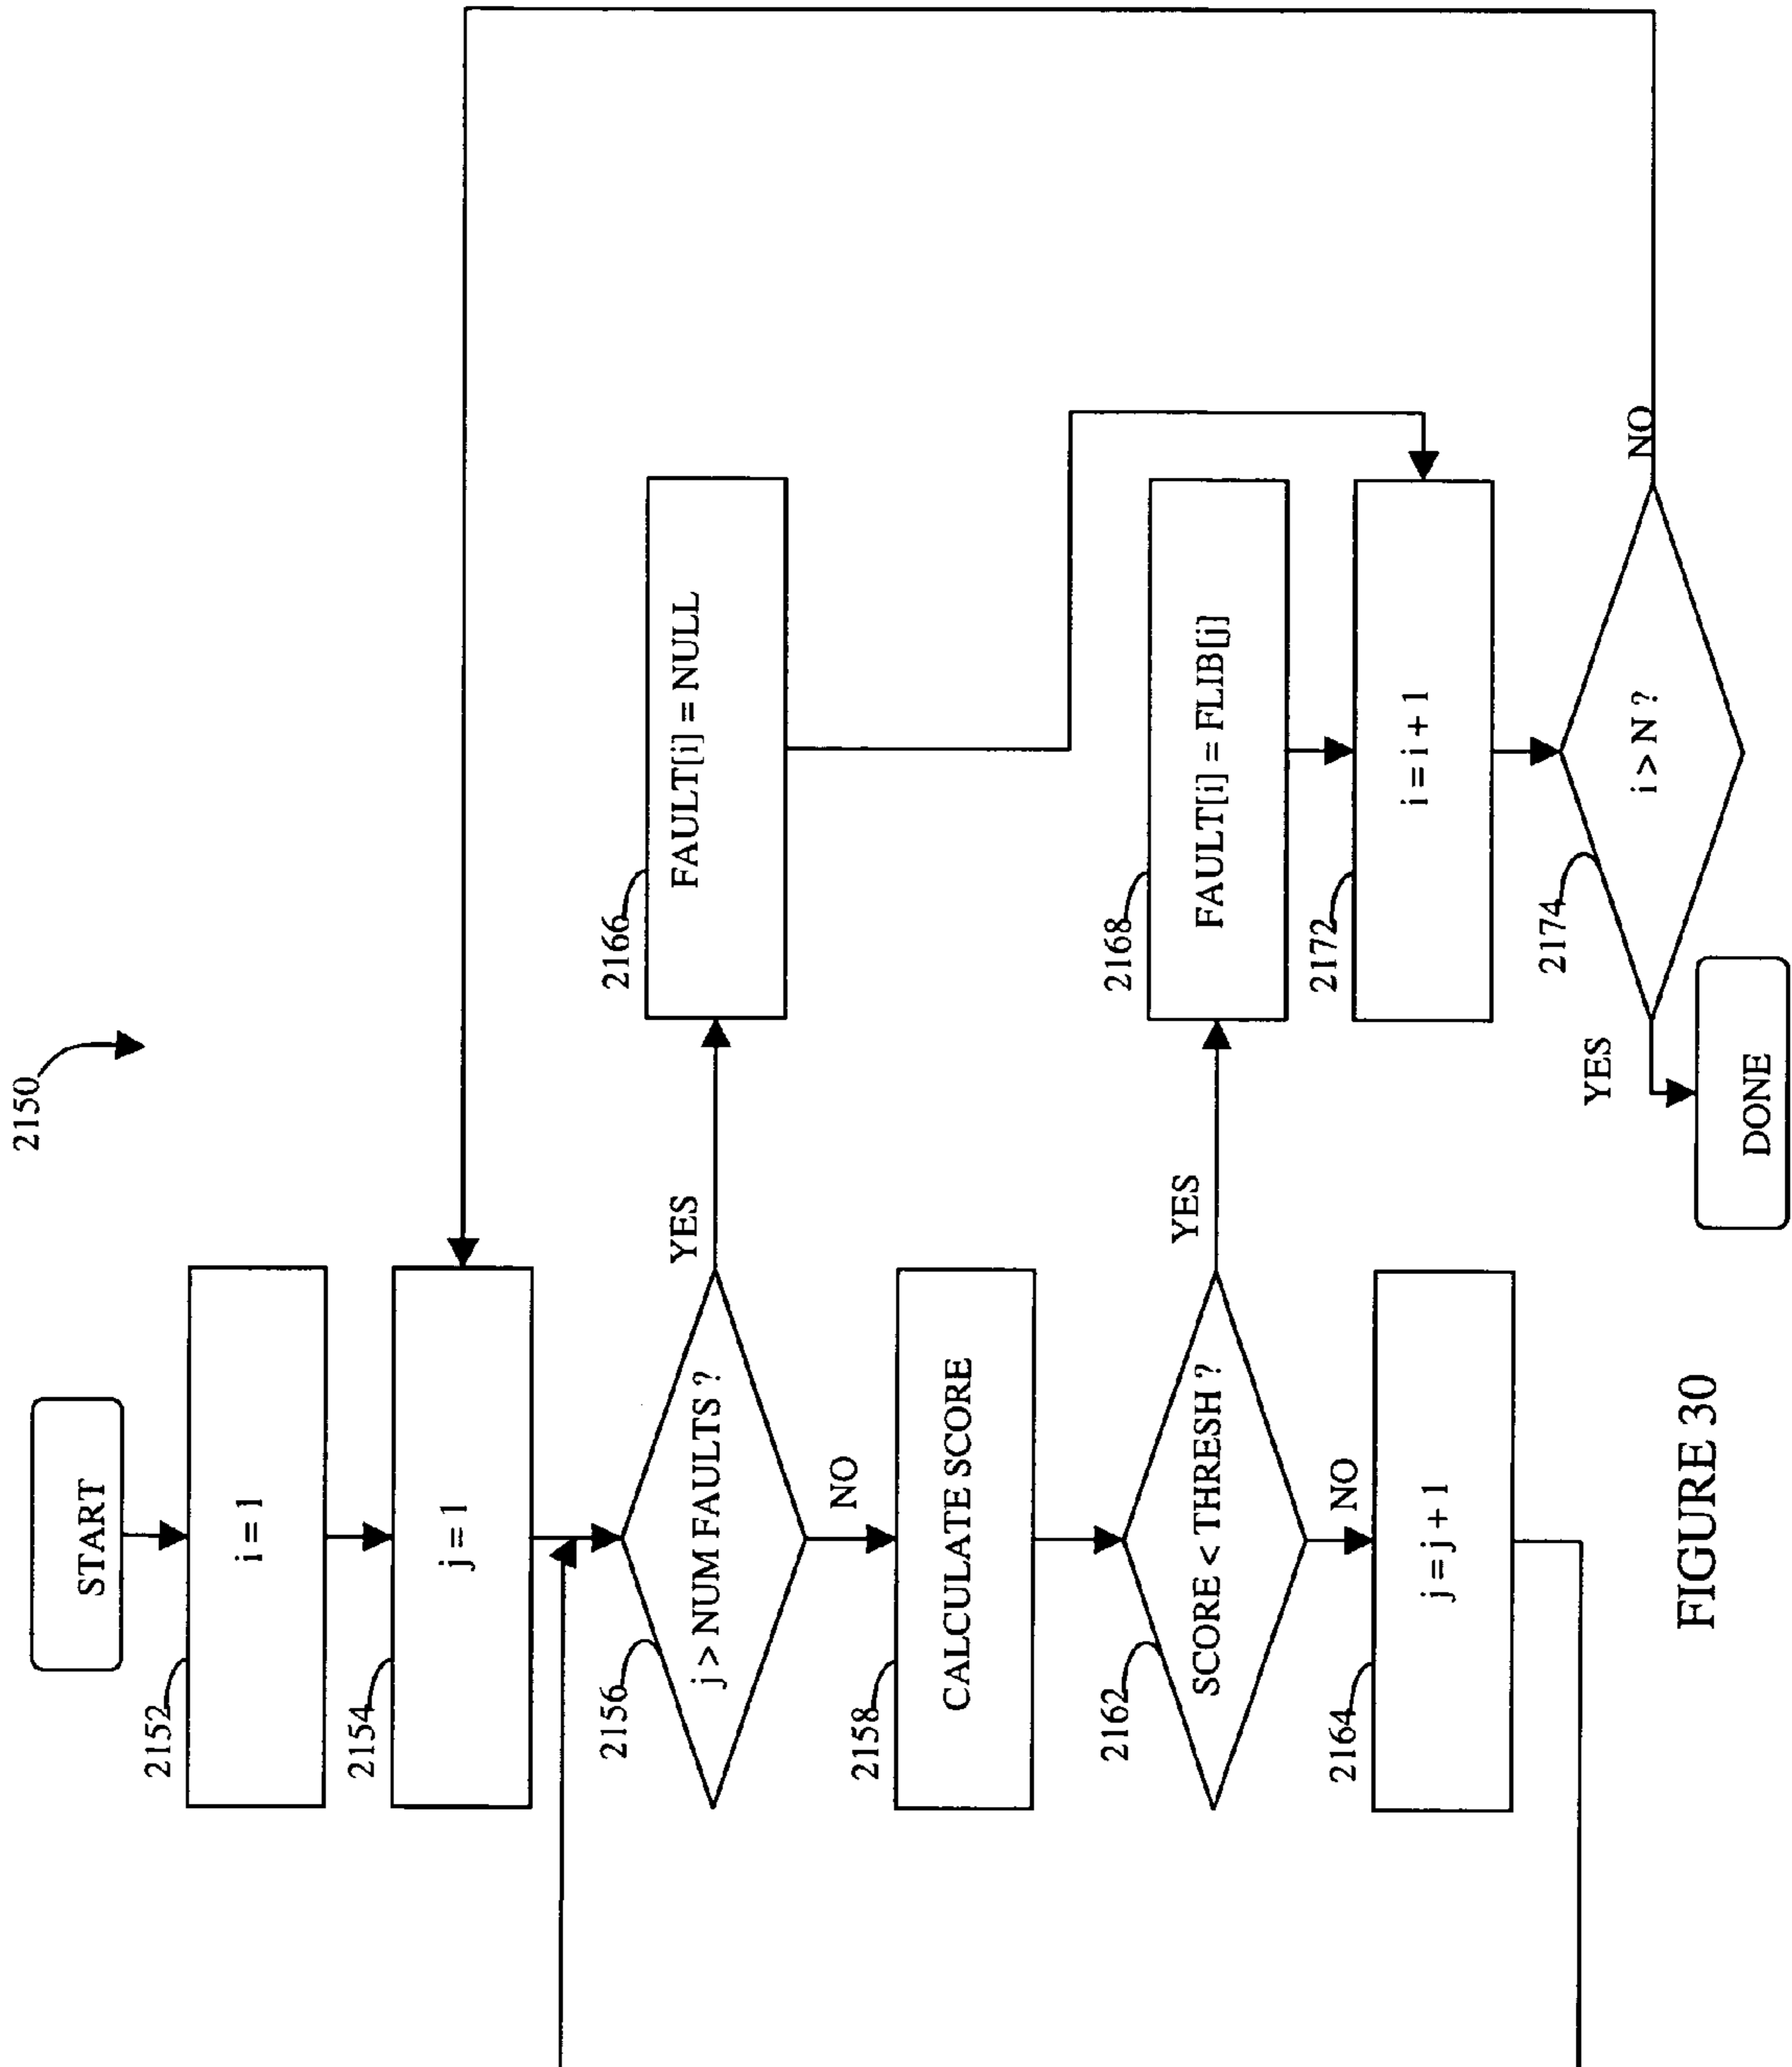 2150
START
2152
i = 1
2154
j = 1
2156
j > NUM FAULTS ?
YES
NO
2166
FAULT[i] = NULL
2158
CALCULATE SCORE
2162
SCORE < THRESH ?
YES
NO
2168
FAULT[i] = FLIB[j]
2164
j = j + 1
2172
i = i + 1
2174
i > N ?
NO
YES
DONE
FIGURE 30